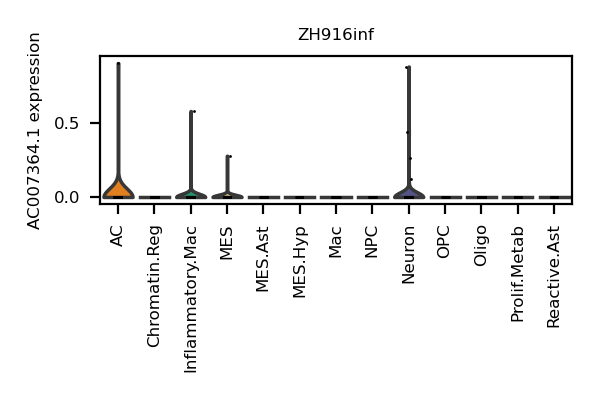 ZH916inf
AC007364.1 expression
0.5
0.0
AC
Chromatin.Reg
Inflammatory.Mac
MES
MES.Ast
MES.Hyp
Mac
NPC
Neuron
OPC
Oligo
Prolif.Metab
Reactive.Ast